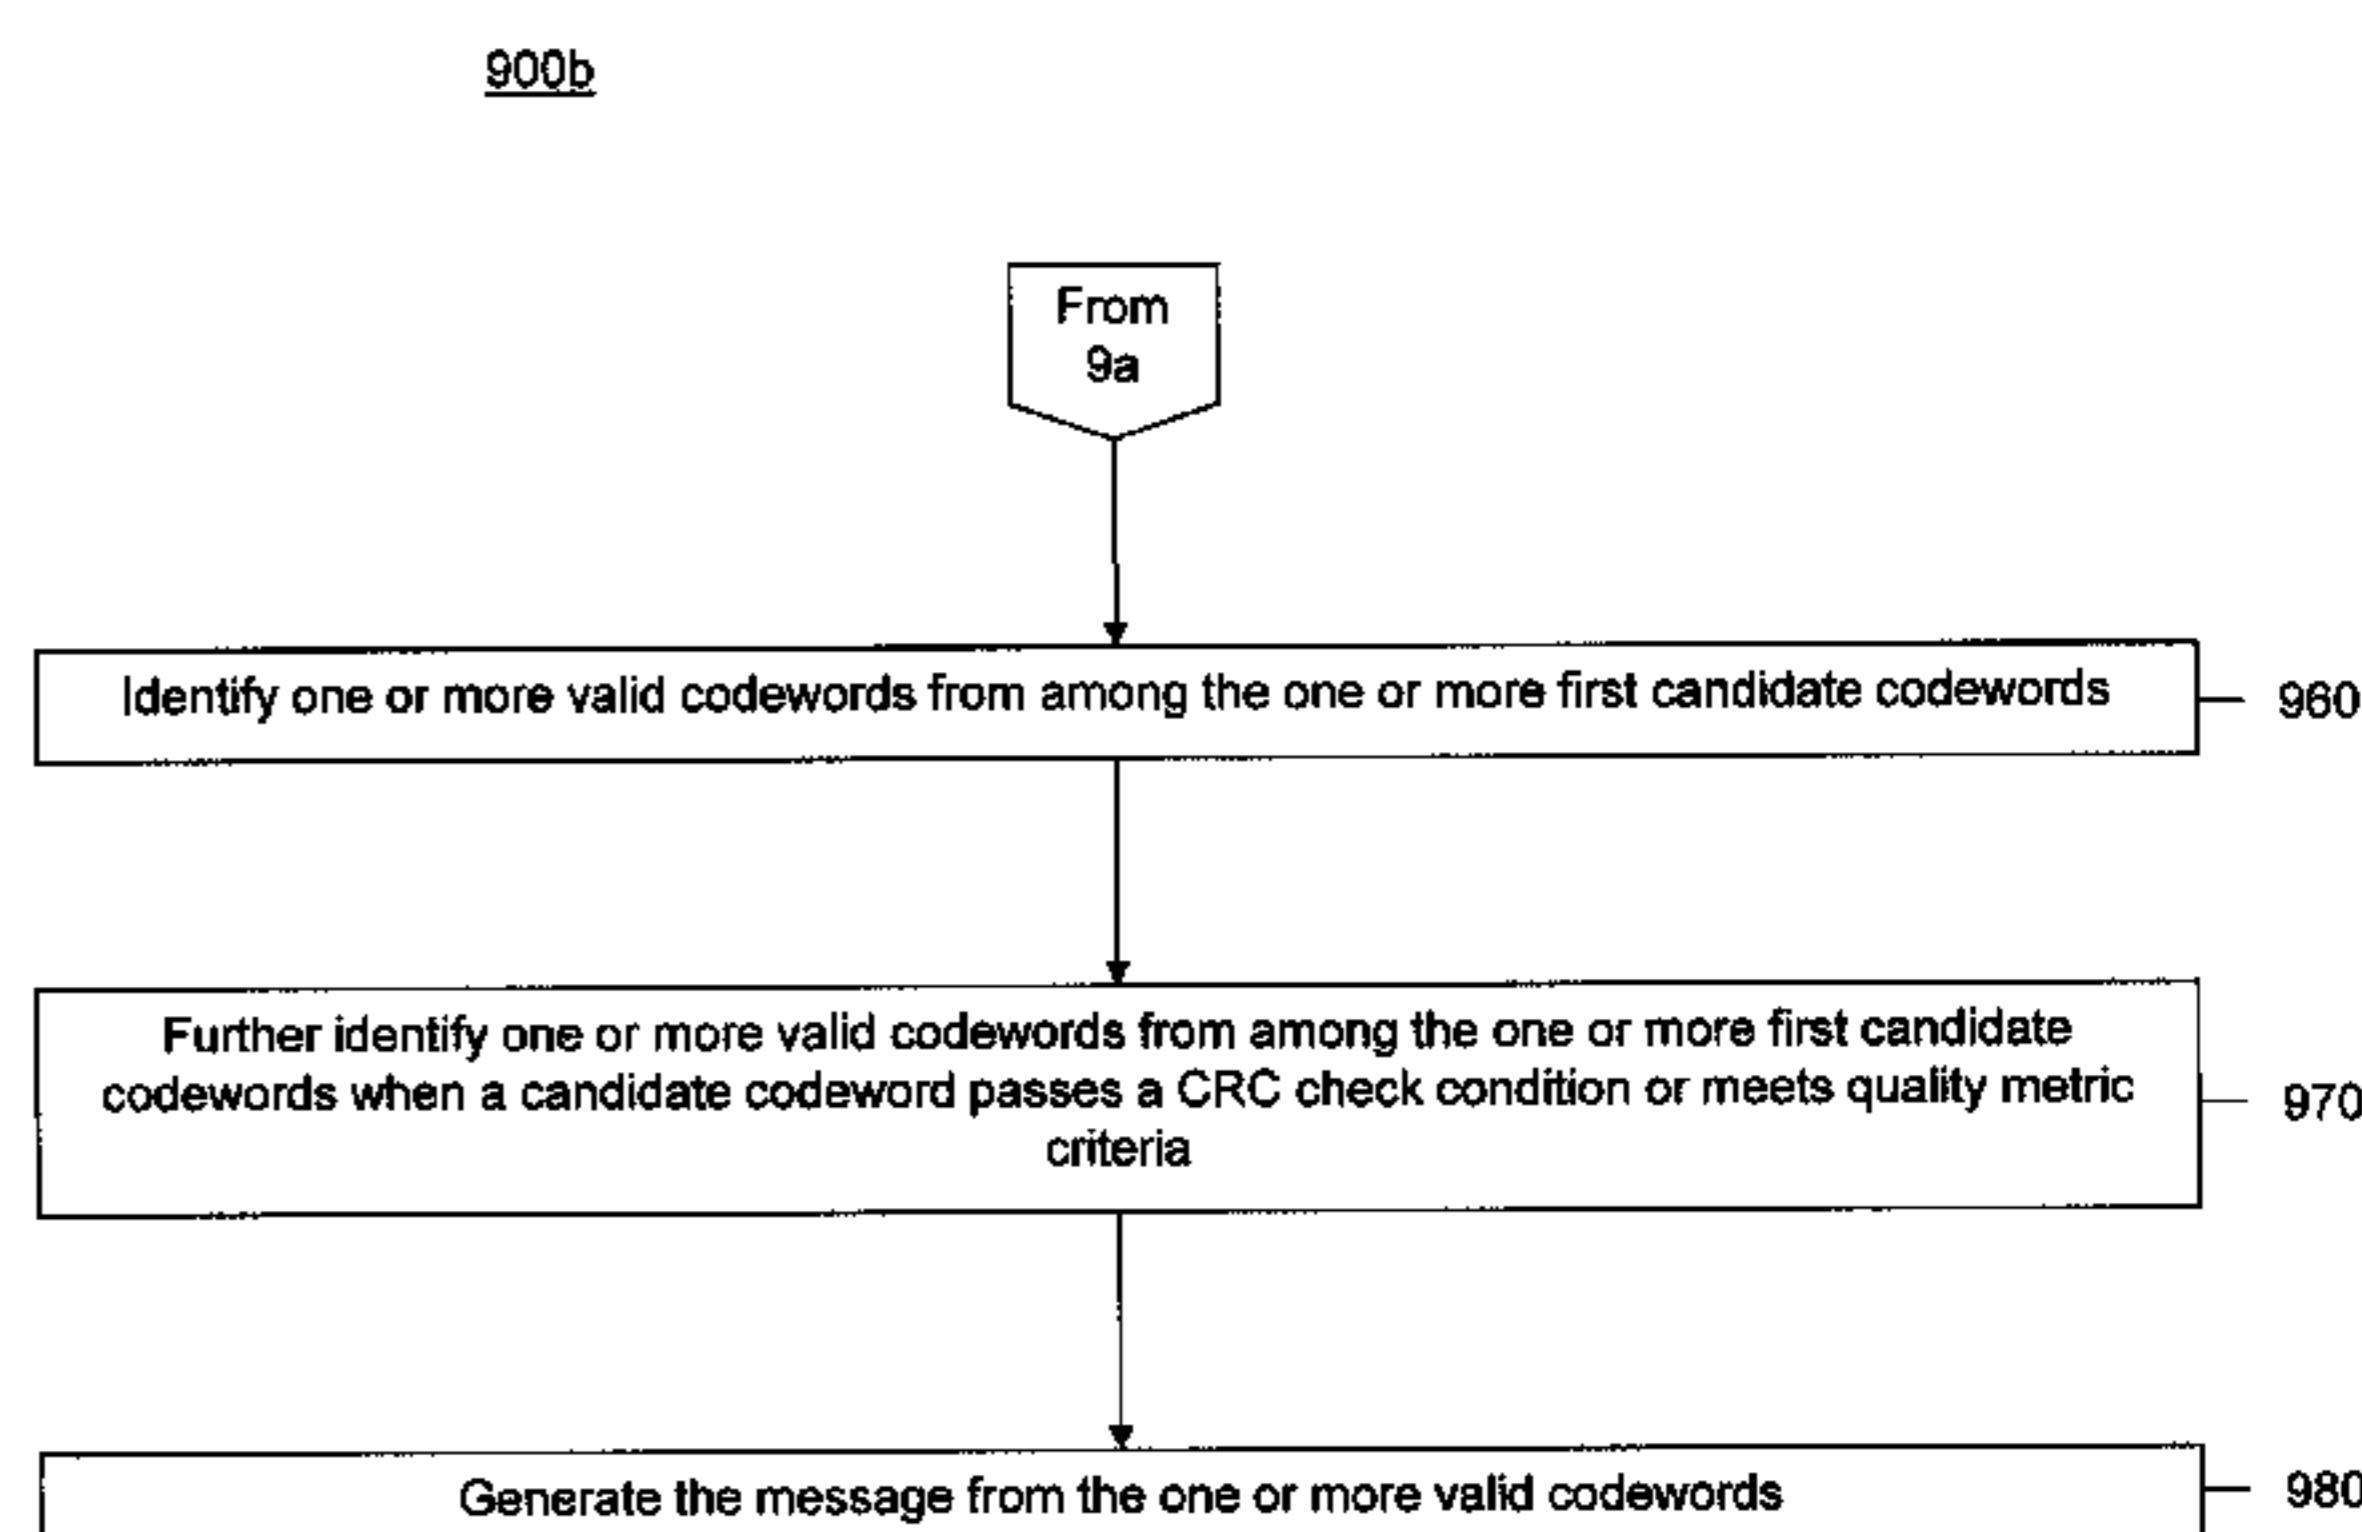 900b
From
9a
Identify one or more valid codewords from among the one or more first candidate codewords
960
Further identify one or more valid codewords from among the one or more first candidate
codewords when a candidate codeword passes a CRC check condition or meets quality metric
criteria
970
Generate the message from the one or more valid codewords
980